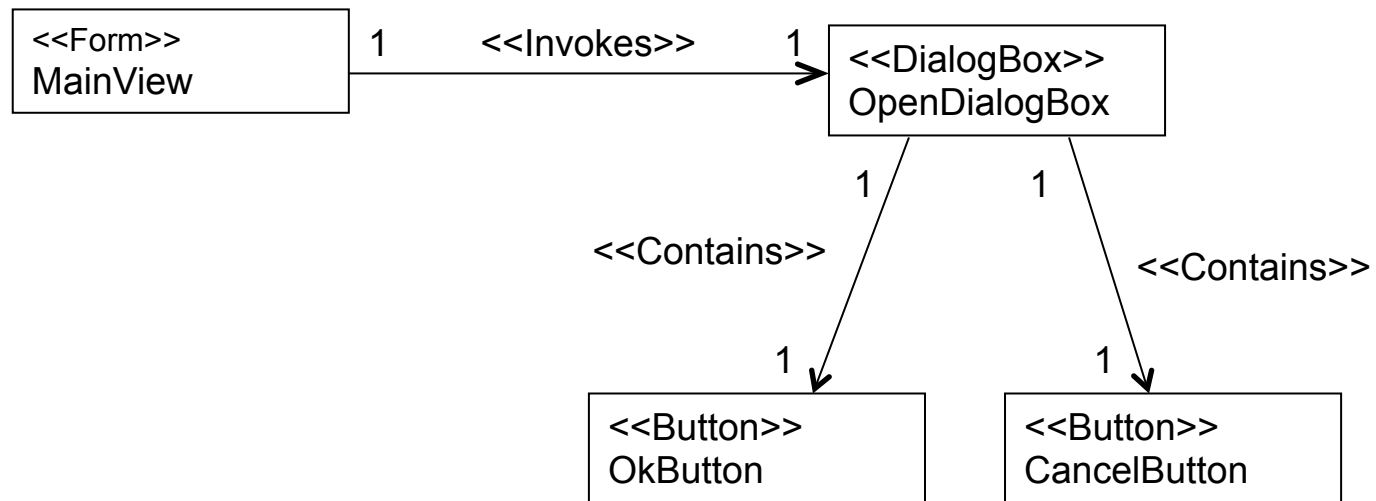 <<Form>>
MainView
1
<<Invokes>>
1
<<DialogBox>>
OpenDialogBox
1
1
<<Contains>>
<<Contains>>
1
1
<<Button>>
OkButton
<<Button>>
CancelButton